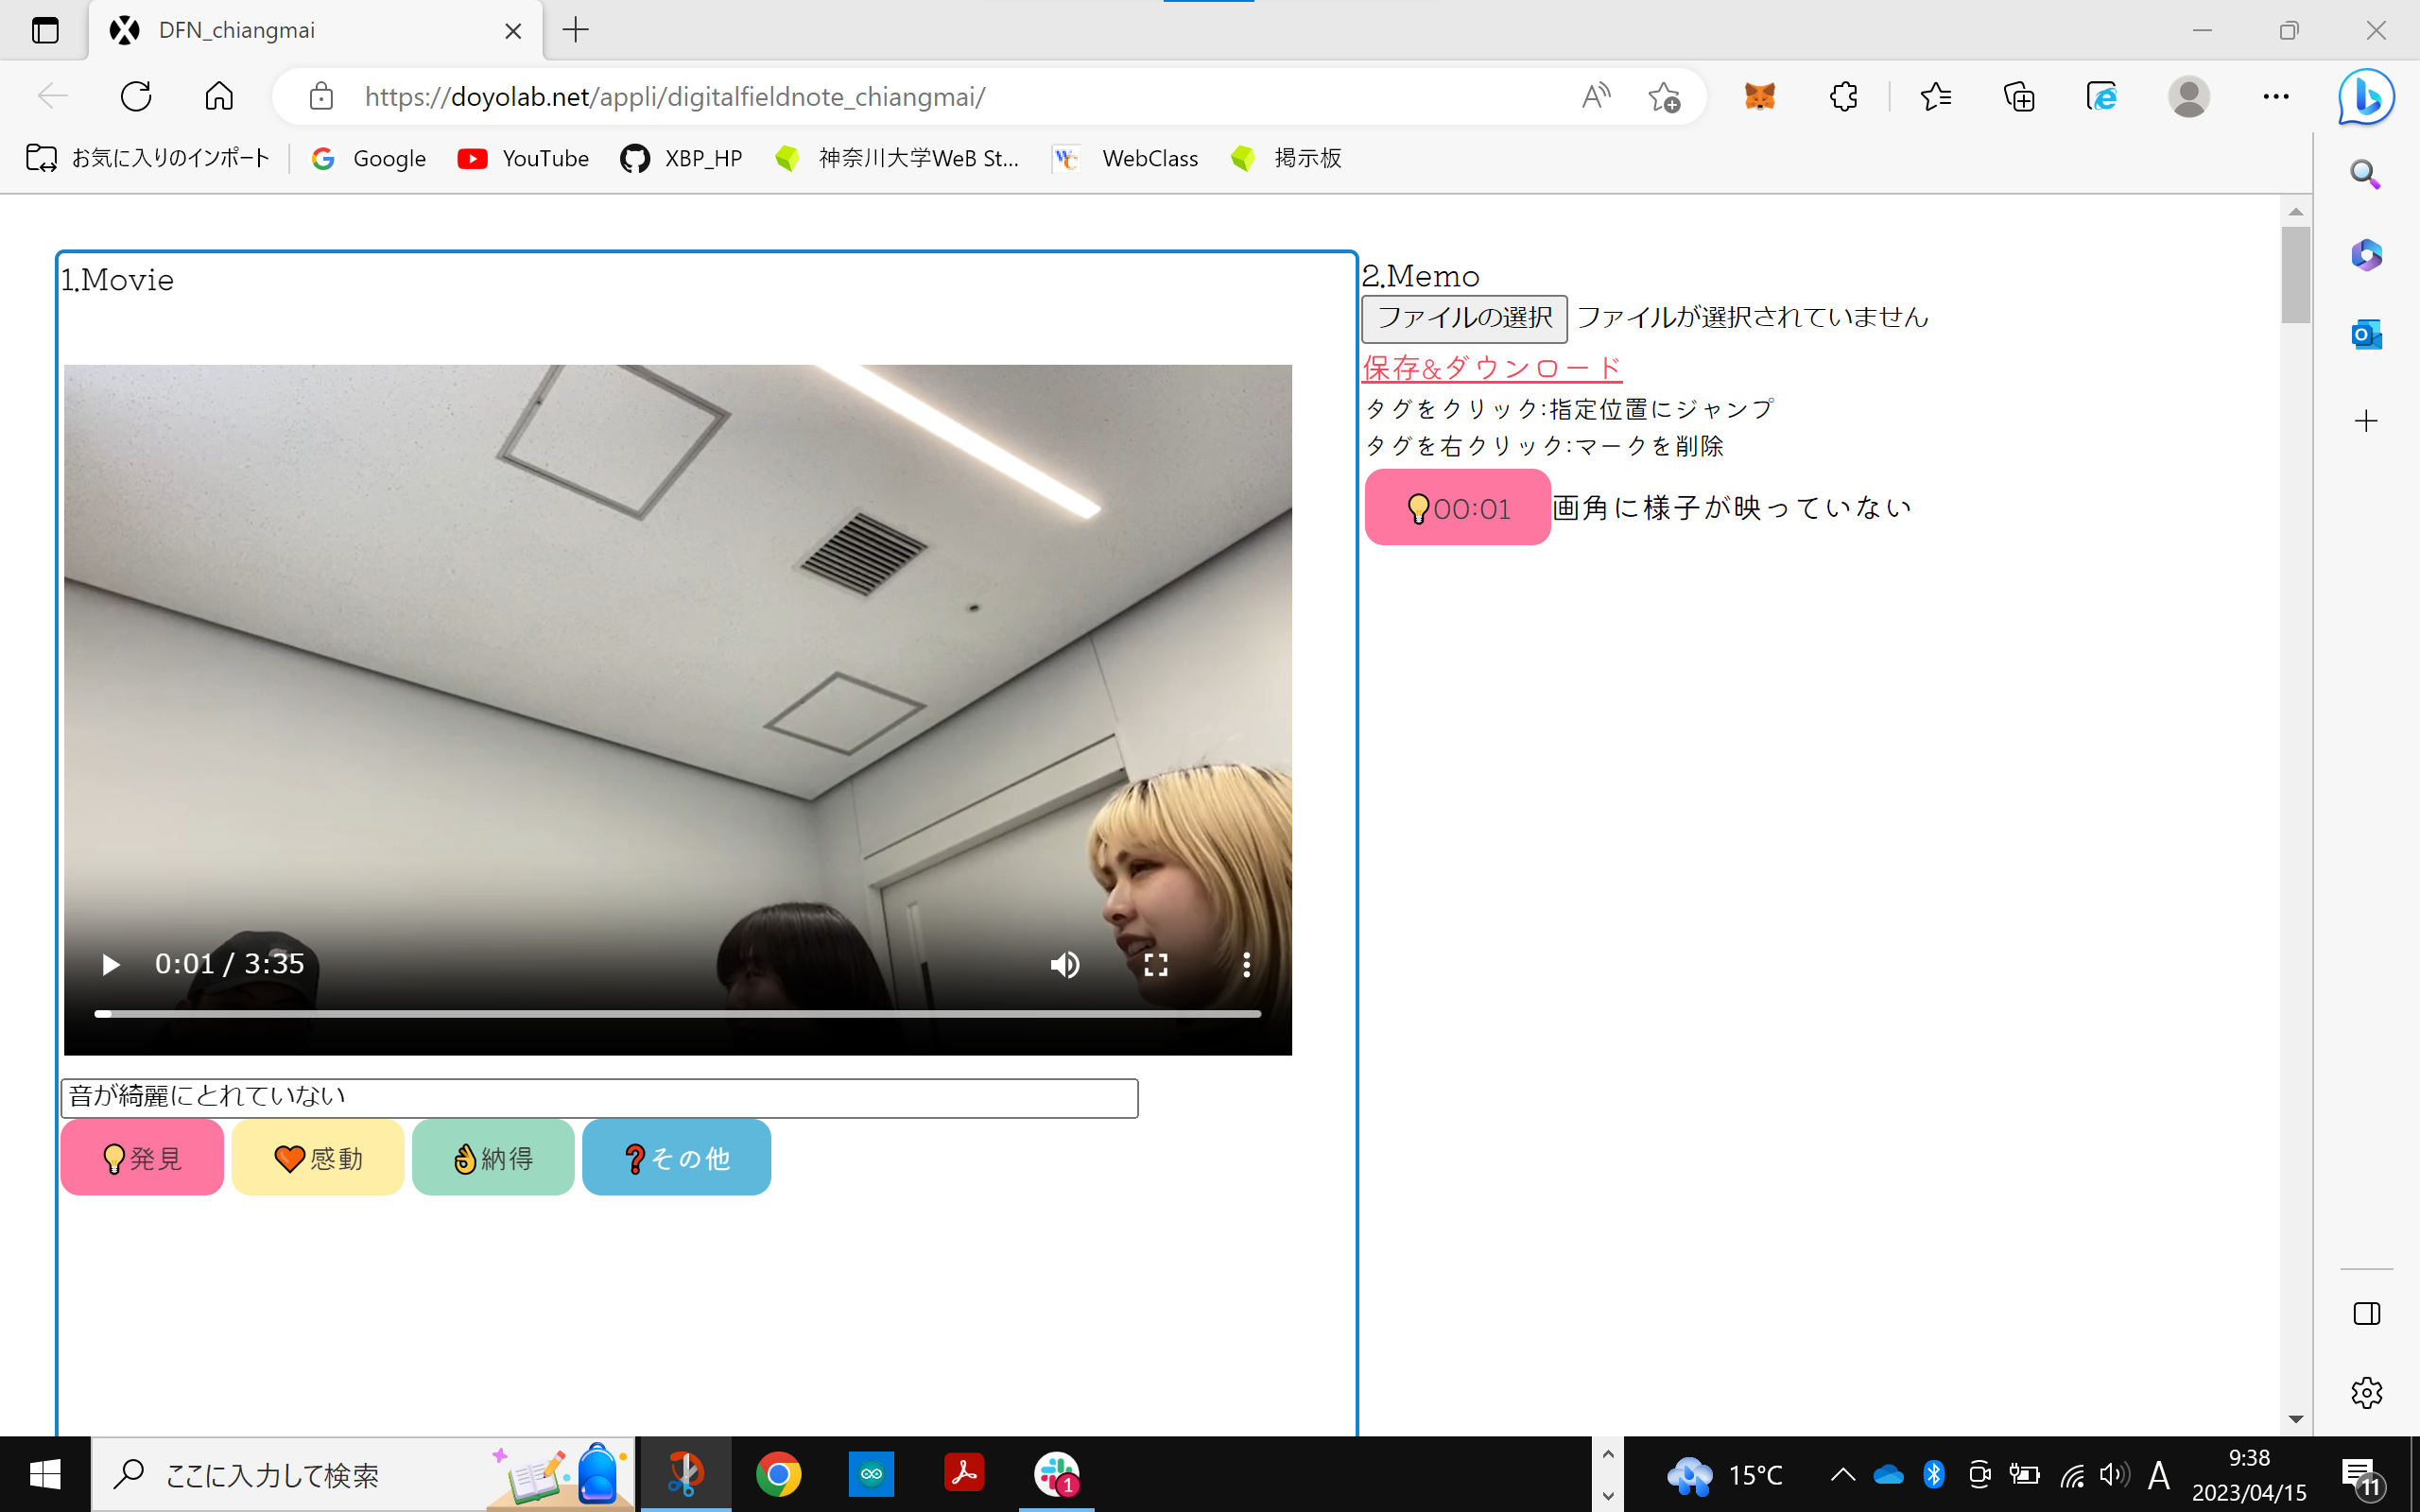 DFN_chiangmai
https://doyolab.net/appli/digitalfieldnote_chiangmai/
お気に入りのインポート
Google
YouTube
XBP_HP
神奈川大学WeB St...
WebClass
掲示板
1.Movie
0:01 / 3:35
音が綺麗にとれていない
💡発見
🧡感動
👌納得
❓その他
2.Memo
ファイルの選択 ファイルが選択されていません
保存&ダウンロード
タグをクリック:指定位置にジャンプ
タグを右クリック:マークを削除
💡00:01 画角に様子が映っていない
ここに入力して検索
1
15°C
A
9:38
2023/04/15
11